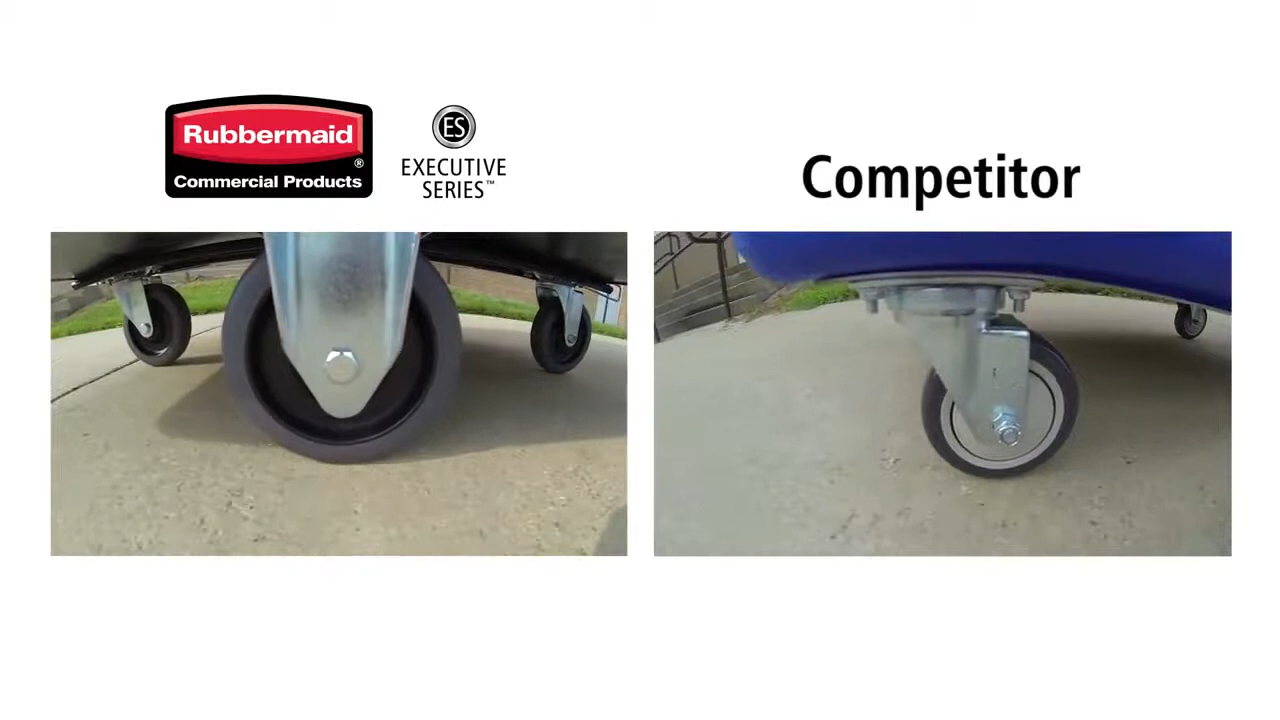 Rubbermaid®
Commercial Products
ES
EXECUTIVE
SERIES™
Competitor